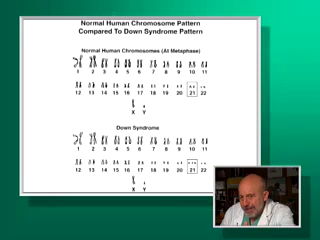 Normal Human Chromosome Pattern
Compared To Down Syndrome Pattern
Normal Human Chromosomes (At Metaphase)
1 2 3 4 5 6 7 8 9 10 11
12 13 14 15 16 17 18 19 20 21 22
X Y
Down Syndrome
1 2 3 4 5 6 7 8 9 10 11
12 13 14 15 16 17 18 19 20 21 22
X Y